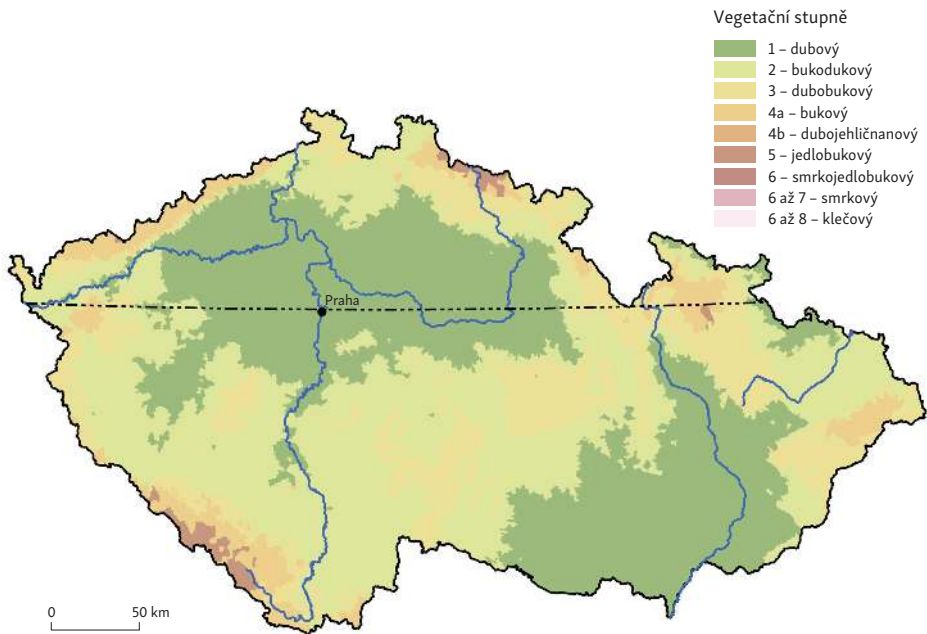 Vegetační stupně
1 – dubový
2 – bukodukový
3 – dubobukový
4a – bukový
4b – dubojehličnanový
5 – jedlobukový
6 – smrkojedlobukový
6 až 7 – smrkový
6 až 8 – klečový
Praha
0 50 km